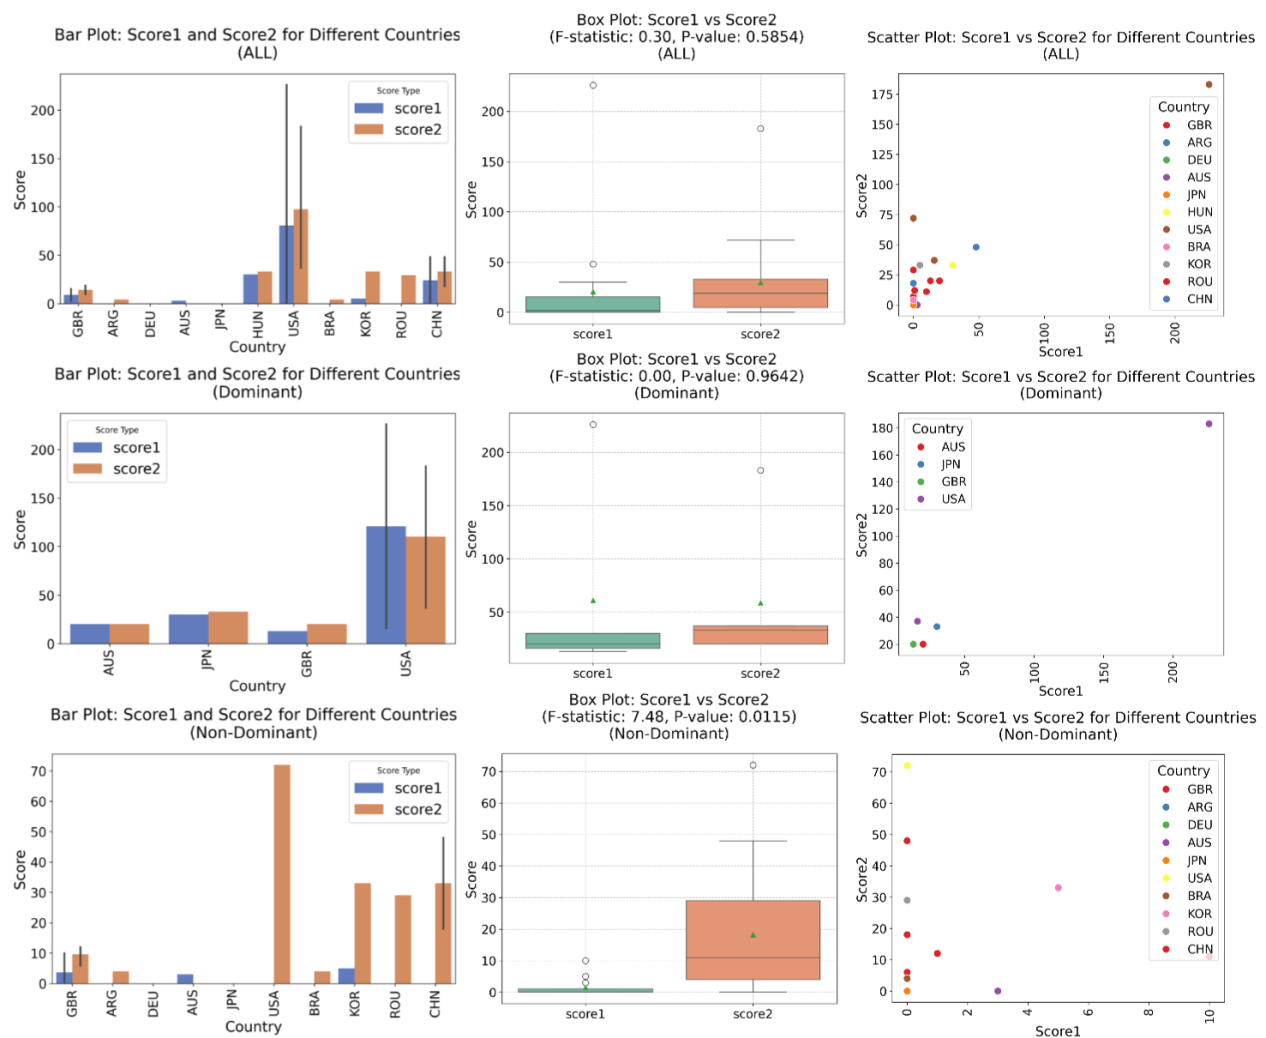 Bar Plot: Score1 and Score2 for Different Countries
(ALL)
Score Type
score1
score2
200
150
100
50
0
Score
GBR
ARG
DEU
AUS
JPN
HUN
USA
BRA
KOR
ROU
CHN
Country
Box Plot: Score1 vs Score2
(F-statistic: 0.30, P-value: 0.5854)
(ALL)
200
150
100
50
0
Score
score1
score2
Scatter Plot: Score1 vs Score2 for Different Countries
(ALL)
175
150
125
100
75
50
25
0
Score2
Country
GBR
ARG
DEU
AUS
JPN
HUN
USA
BRA
KOR
ROU
CHN
0
50
100
150
200
Score1
Bar Plot: Score1 and Score2 for Different Countries
(Dominant)
Score Type
score1
score2
200
150
100
50
0
Score
AUS
JPN
GBR
USA
Country
Box Plot: Score1 vs Score2
(F-statistic: 0.00, P-value: 0.9642)
(Dominant)
200
150
100
50
Score
score1
score2
Scatter Plot: Score1 vs Score2 for Different Countries
(Dominant)
180
160
140
120
100
80
60
40
20
Score2
Country
AUS
JPN
GBR
USA
50
100
150
200
Score1
Bar Plot: Score1 and Score2 for Different Countries
(Non-Dominant)
Score Type
score1
score2
70
60
50
40
30
20
10
0
Score
GBR
ARG
DEU
AUS
JPN
USA
BRA
KOR
ROU
CHN
Country
Box Plot: Score1 vs Score2
(F-statistic: 7.48, P-value: 0.0115)
(Non-Dominant)
70
60
50
40
30
20
10
0
Score
score1
score2
Scatter Plot: Score1 vs Score2 for Different Countries
(Non-Dominant)
70
60
50
40
30
20
10
0
Score2
Country
GBR
ARG
DEU
AUS
JPN
USA
BRA
KOR
ROU
CHN
0
2
4
6
8
10
Score1